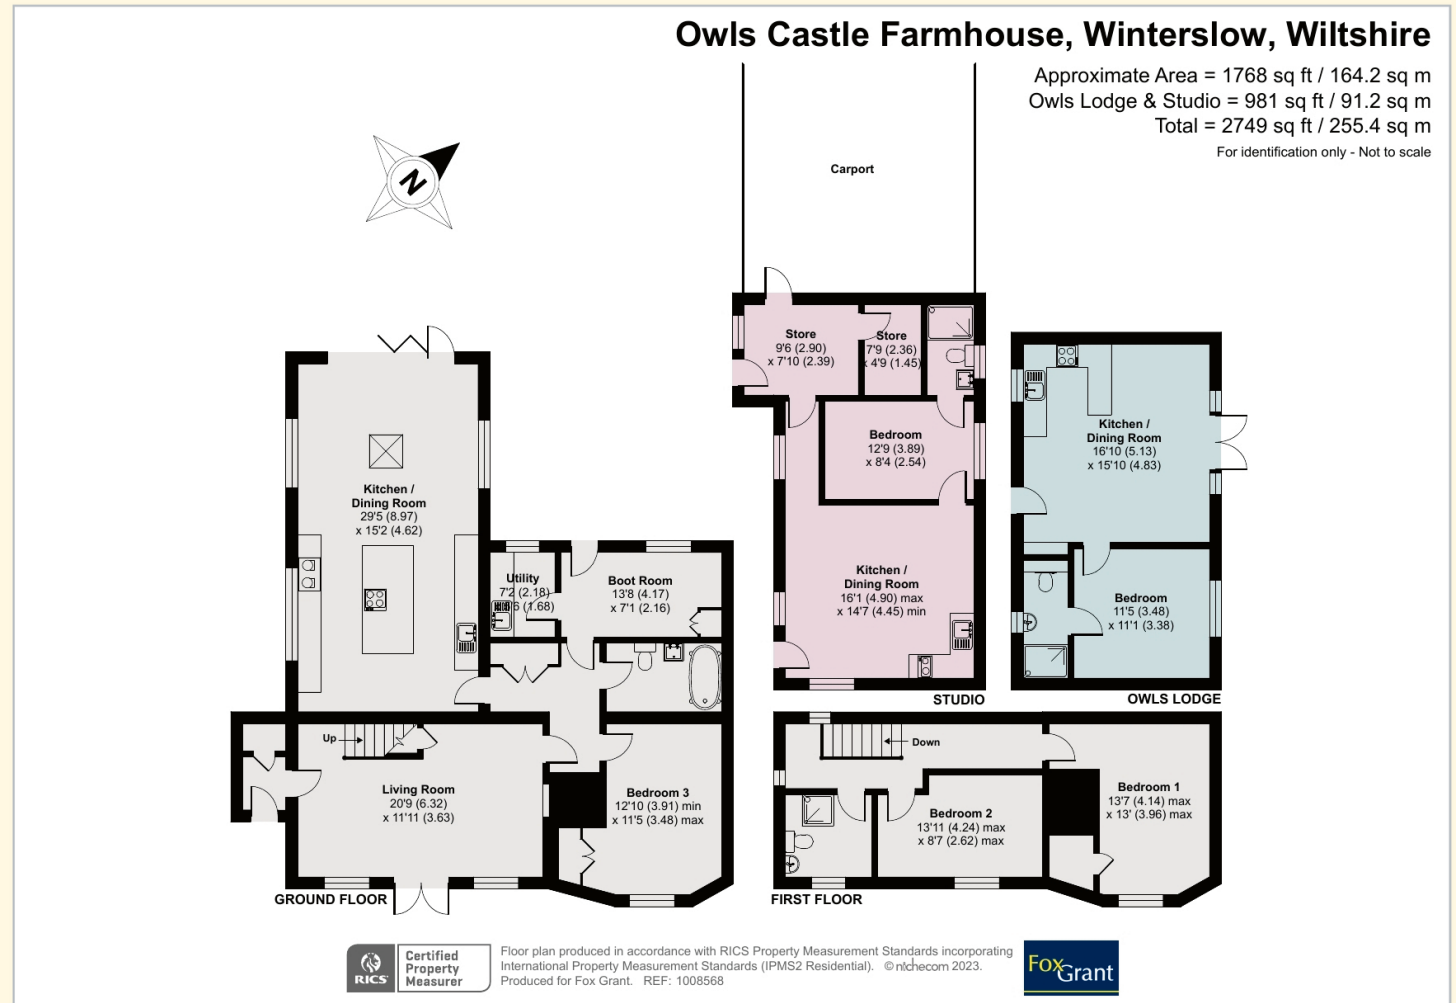 Owls Castle Farmhouse, Winterslow, Wiltshire
Approximate Area = 1768 sq ft / 164.2 sq m
Owls Lodge & Studio = 981 sq ft / 91.2 sq m
Total = 2749 sq ft / 255.4 sq m
For identification only - Not to scale
N
Carport
Store
9'6 (2.90)
x 7'10 (2.39)
Store
7'9 (2.36)
x 4'9 (1.45)
Bedroom
12'9 (3.89)
x 8'4 (2.54)
Kitchen /
Dining Room
16'1 (4.90) max
x 14'7 (4.45) min
STUDIO
Kitchen /
Dining Room
16'10 (5.13)
x 15'10 (4.83)
Bedroom
11'5 (3.48)
x 11'1 (3.38)
OWLS LODGE
Kitchen /
Dining Room
29'5 (8.97)
x 15'2 (4.62)
Utility
7'2 (2.18)
(1.68)
Boot Room
13'8 (4.17)
x 7'1 (2.16)
Up
Living Room
20'9 (6.32)
x 11'11 (3.63)
Bedroom 3
12'10 (3.91) min
x 11'5 (3.48) max
GROUND FLOOR
Down
Bedroom 1
13'7 (4.14) max
x 13' (3.96) max
Bedroom 2
13'11 (4.24) max
x 8'7 (2.62) max
FIRST FLOOR
RICS
Certified
Property
Measurer
Floor plan produced in accordance with RICS Property Measurement Standards incorporating
International Property Measurement Standards (IPMS2 Residential). © nichecom 2023.
Produced for Fox Grant. REF: 1008568
Fox
Grant